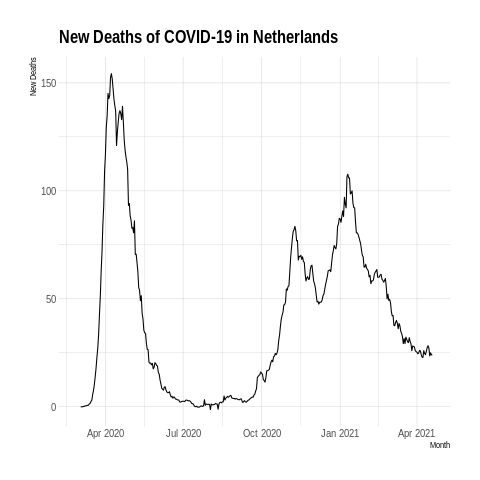 New Deaths of COVID-19 in Netherlands
New Deaths
150
100
50
0
Apr 2020 Jul 2020 Oct 2020 Jan 2021 Apr 2021
Month